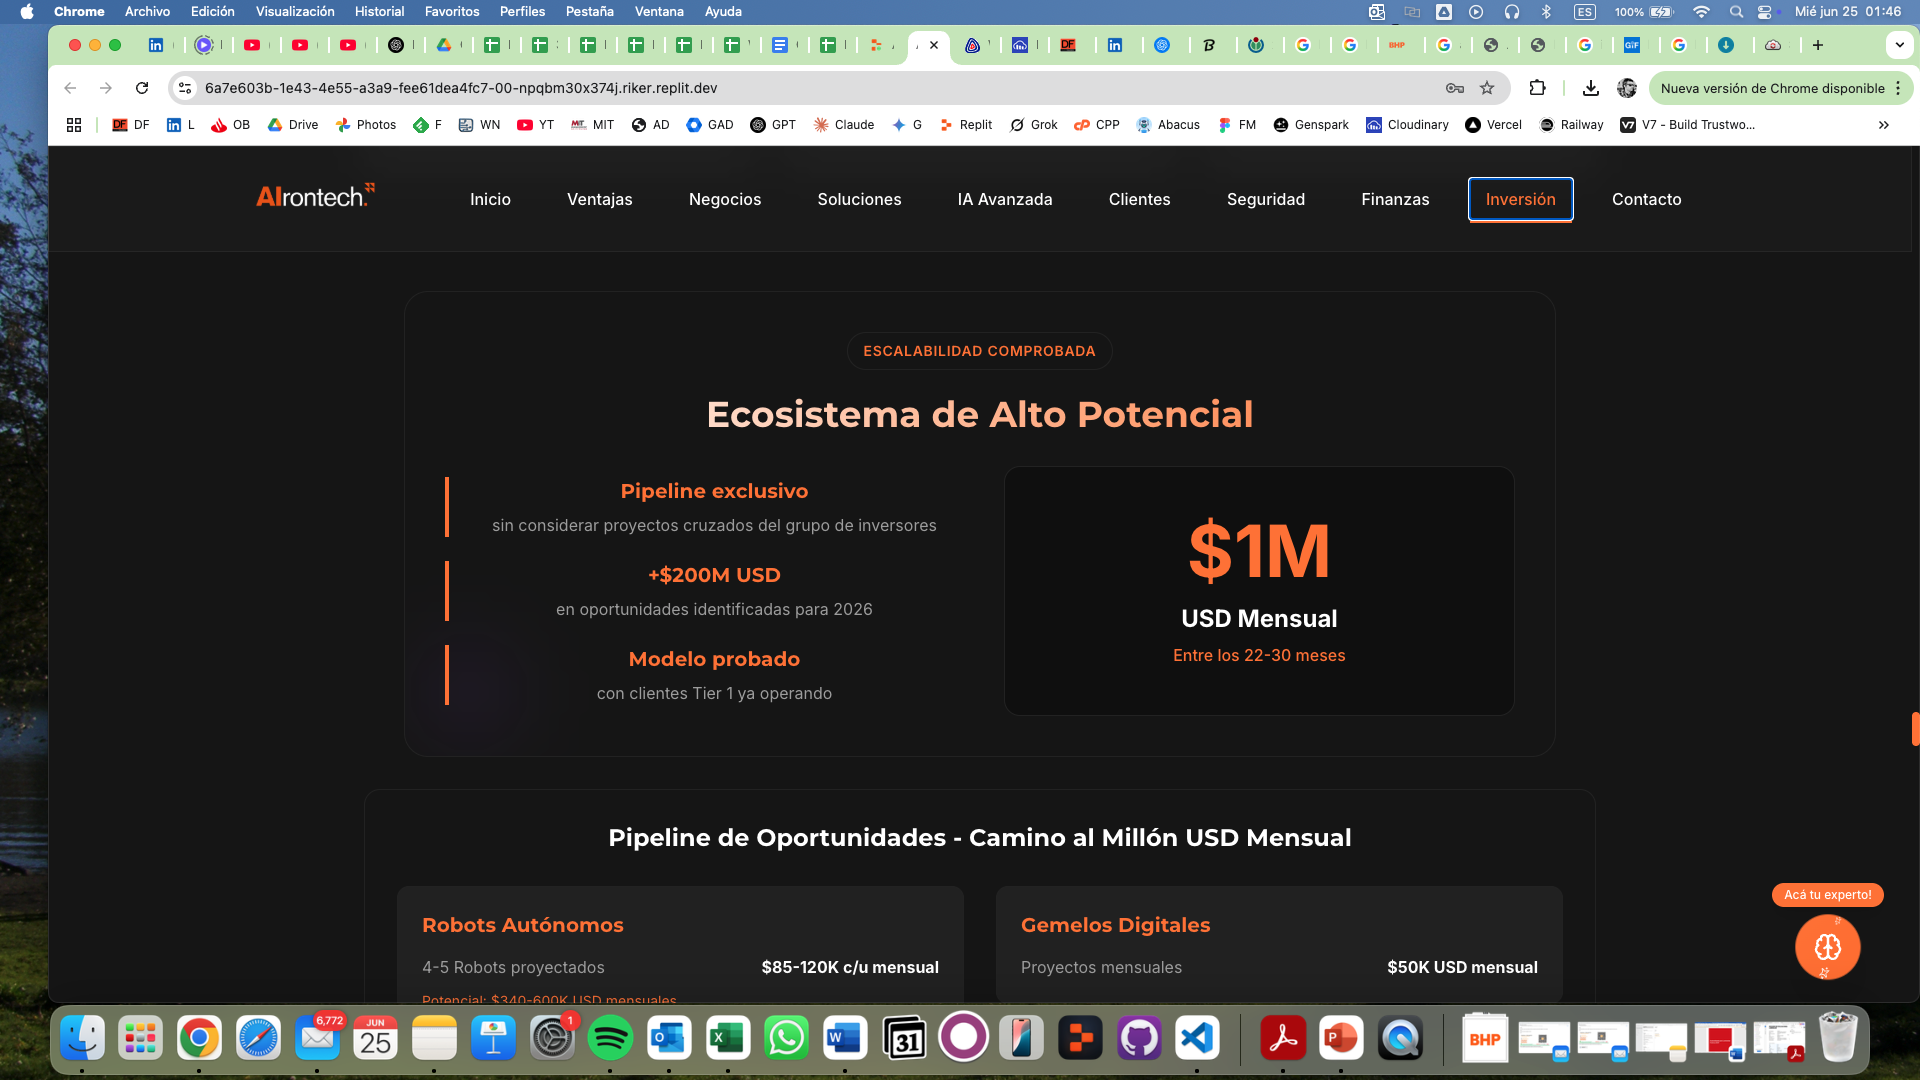 Chrome Archivo Edición Visualización Historial Favoritos Perfiles Pestaña Ventana Ayuda
ES 100% Mié jun 25 01:46
6a7e603b-1e43-4e55-a3a9-fee61dea4fc7-00-npqbm30x374j.riker.replit.dev
Nueva versión de Chrome disponible
DF L OB Drive Photos F WN YT MIT AD GAD GPT Claude G Replit Grok CPP Abacus FM Genspark Cloudinary Vercel Railway V7 - Build Trustwo...
AIrontech.
Inicio Ventajas Negocios Soluciones IA Avanzada Clientes Seguridad Finanzas Inversión Contacto
ESCALABILIDAD COMPROBADA
Ecosistema de Alto Potencial
Pipeline exclusivo
sin considerar proyectos cruzados del grupo de inversores
+$200M USD
en oportunidades identificadas para 2026
Modelo probado
con clientes Tier 1 ya operando
$1M
USD Mensual
Entre los 22-30 meses
Pipeline de Oportunidades - Camino al Millón USD Mensual
Robots Autónomos
4-5 Robots proyectados $85-120K c/u mensual
Potencial: $340-600K USD mensuales
Gemelos Digitales
Proyectos mensuales $50K USD mensual
Acá tu experto!
6,772
JUN
25
1
31
BHP